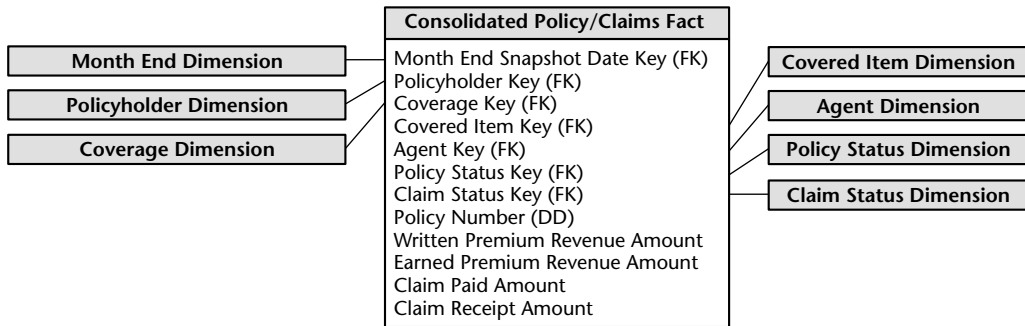 Month End Dimension
Policyholder Dimension
Coverage Dimension
Consolidated Policy/Claims Fact
Month End Snapshot Date Key (FK)
Policyholder Key (FK)
Coverage Key (FK)
Covered Item Key (FK)
Agent Key (FK)
Policy Status Key (FK)
Claim Status Key (FK)
Policy Number (DD)
Written Premium Revenue Amount
Earned Premium Revenue Amount
Claim Paid Amount
Claim Receipt Amount
Covered Item Dimension
Agent Dimension
Policy Status Dimension
Claim Status Dimension